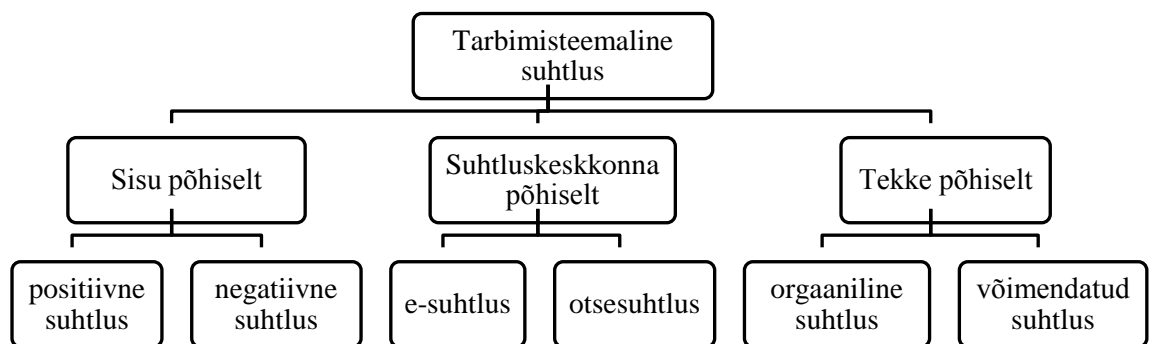 Tarbimisteemaline
suhtlus
Sisu põhiselt
Suhtluskeskkonna
põhiselt
Tekke põhiselt
positiivne
suhtlus
negatiivne
suhtlus
e-suhtlus
otsesuhtlus
orgaaniline
suhtlus
võimendatud
suhtlus